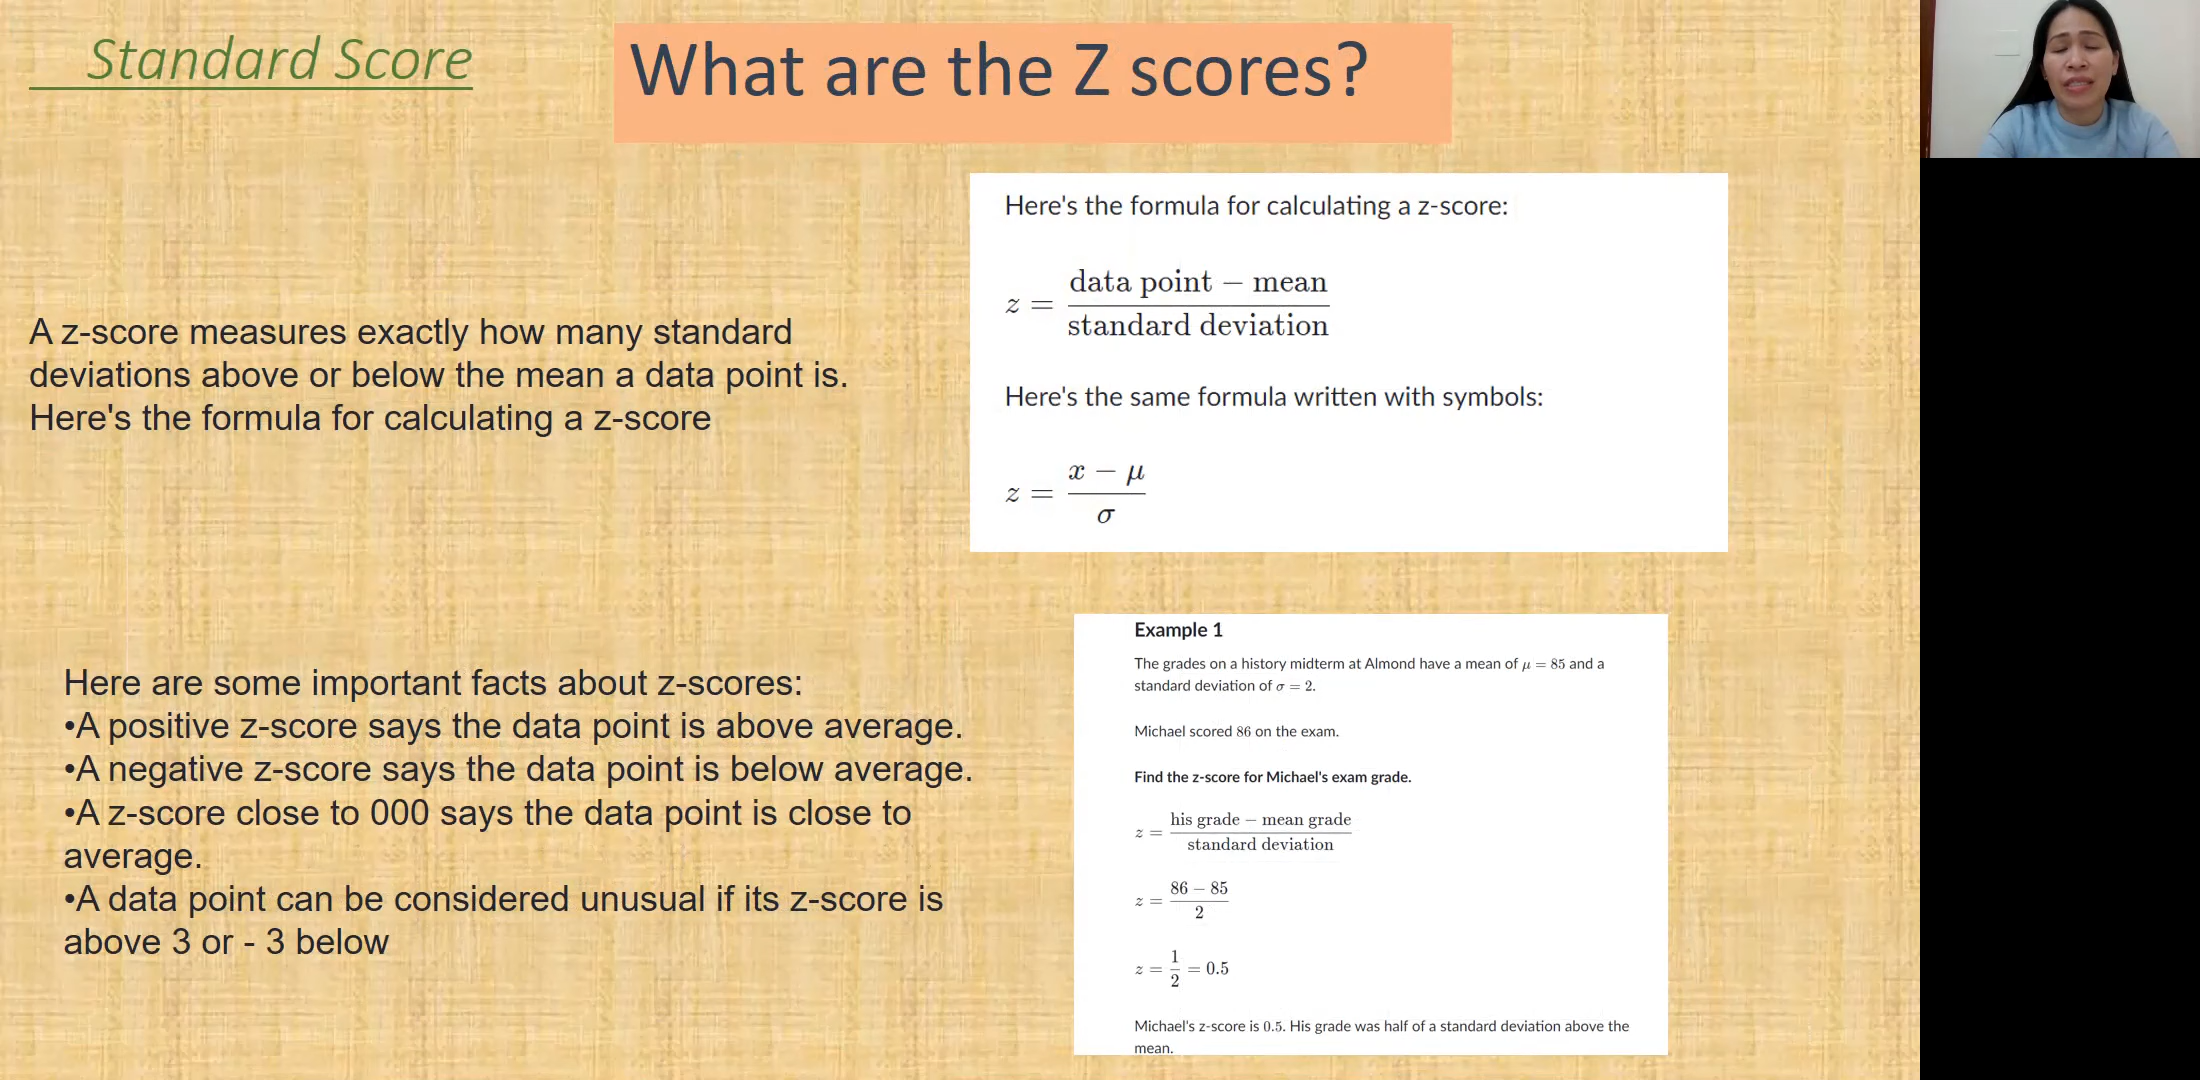 Standard Score
What are the Z scores?
A z-score measures exactly how many standard
deviations above or below the mean a data point is.
Here's the formula for calculating a z-score
Here's the formula for calculating a z-score:
z = data point − mean / standard deviation
Here's the same formula written with symbols:
z = x − μ / σ
Here are some important facts about z-scores:
•A positive z-score says the data point is above average.
•A negative z-score says the data point is below average.
•A z-score close to 000 says the data point is close to
average.
•A data point can be considered unusual if its z-score is
above 3 or - 3 below
Example 1
The grades on a history midterm at Almond have a mean of μ = 85 and a
standard deviation of σ = 2.
Michael scored 86 on the exam.
Find the z-score for Michael's exam grade.
z = his grade − mean grade / standard deviation
z = 86 − 85 / 2
z = 1 / 2 = 0.5
Michael's z-score is 0.5. His grade was half of a standard deviation above the
mean.